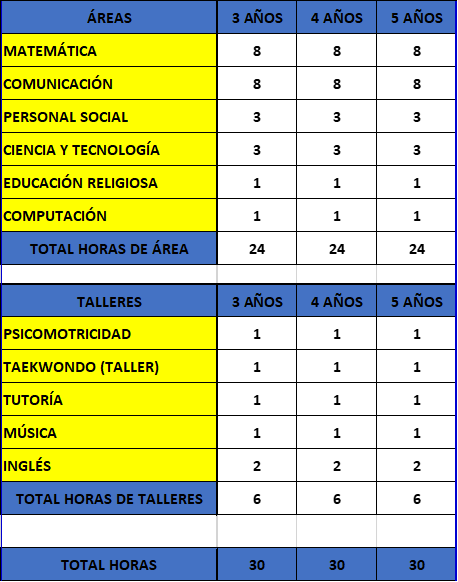 ÁREAS 3 AÑOS 4 AÑOS 5 AÑOS
MATEMÁTICA 8 8 8
COMUNICACIÓN 8 8 8
PERSONAL SOCIAL 3 3 3
CIENCIA Y TECNOLOGÍA 3 3 3
EDUCACIÓN RELIGIOSA 1 1 1
COMPUTACIÓN 1 1 1
TOTAL HORAS DE ÁREA 24 24 24
TALLERES 3 AÑOS 4 AÑOS 5 AÑOS
PSICOMOTRICIDAD 1 1 1
TAEKWONDO (TALLER) 1 1 1
TUTORÍA 1 1 1
MÚSICA 1 1 1
INGLÉS 2 2 2
TOTAL HORAS DE TALLERES 6 6 6
TOTAL HORAS 30 30 30